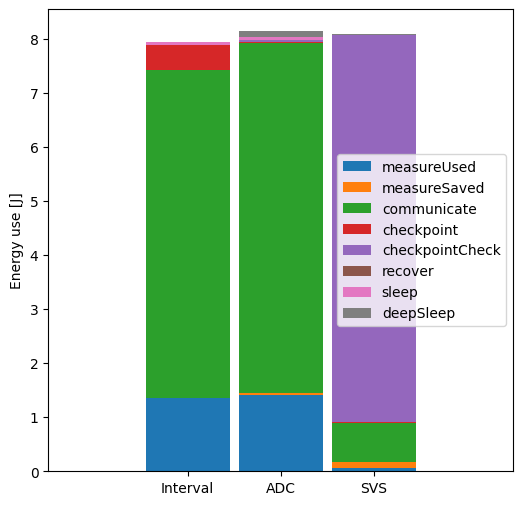 Energy use [J]
8
7
6
5
4
3
2
1
0
Interval
ADC
SVS
measureUsed
measureSaved
communicate
checkpoint
checkpointCheck
recover
sleep
deepSleep